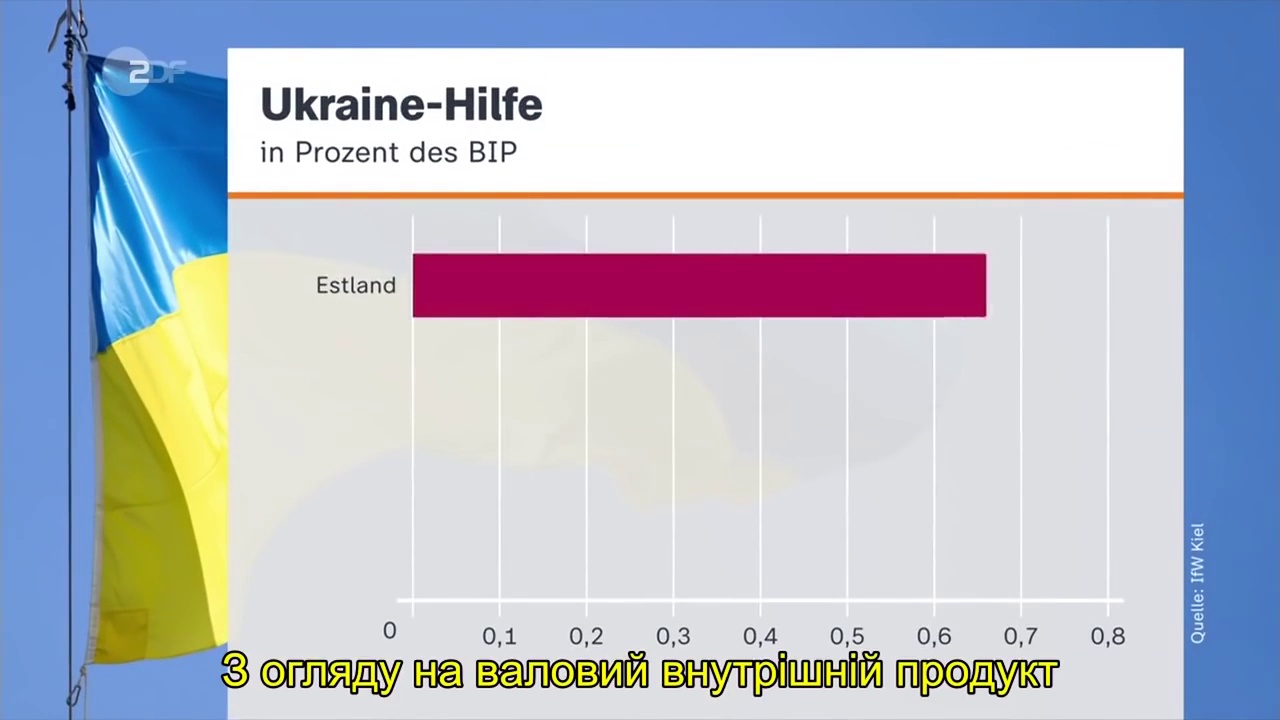 ZDF
Ukraine-Hilfe
in Prozent des BIP
Estland
0 0,1 0,2 0,3 0,4 0,5 0,6 0,7 0,8
Quelle: IfW Kiel
З огляду на валовий внутрішній продукт